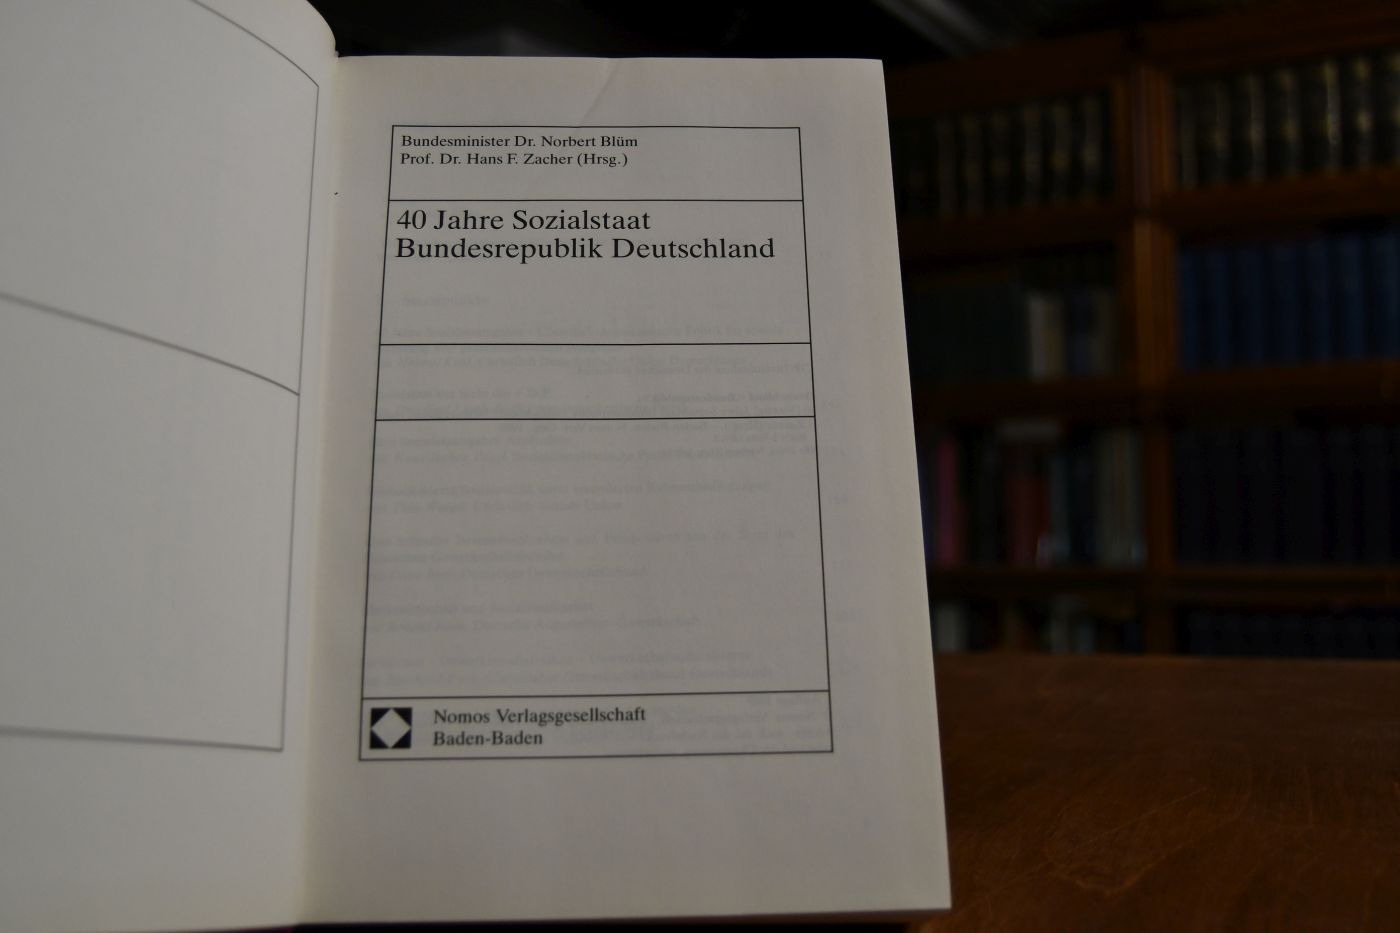 Bundesminister Dr. Norbert Blüm
Prof. Dr. Hans F. Zacher (Hrsg.)
40 Jahre Sozialstaat
Bundesrepublik Deutschland
Nomos Verlagsgesellschaft
Baden-Baden